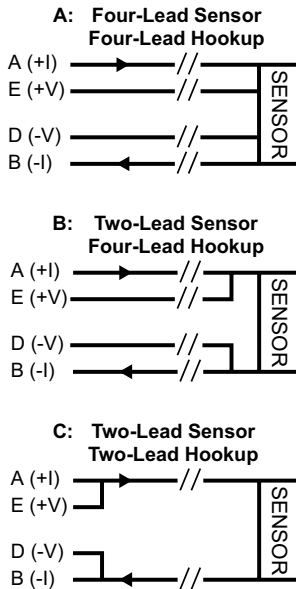 A: Four-Lead Sensor
Four-Lead Hookup
A (+I)
E (+V)
D (-V)
B (-I)
SENSOR
B: Two-Lead Sensor
Four-Lead Hookup
A (+I)
E (+V)
D (-V)
B (-I)
SENSOR
C: Two-Lead Sensor
Two-Lead Hookup
A (+I)
E (+V)
D (-V)
B (-I)
SENSOR